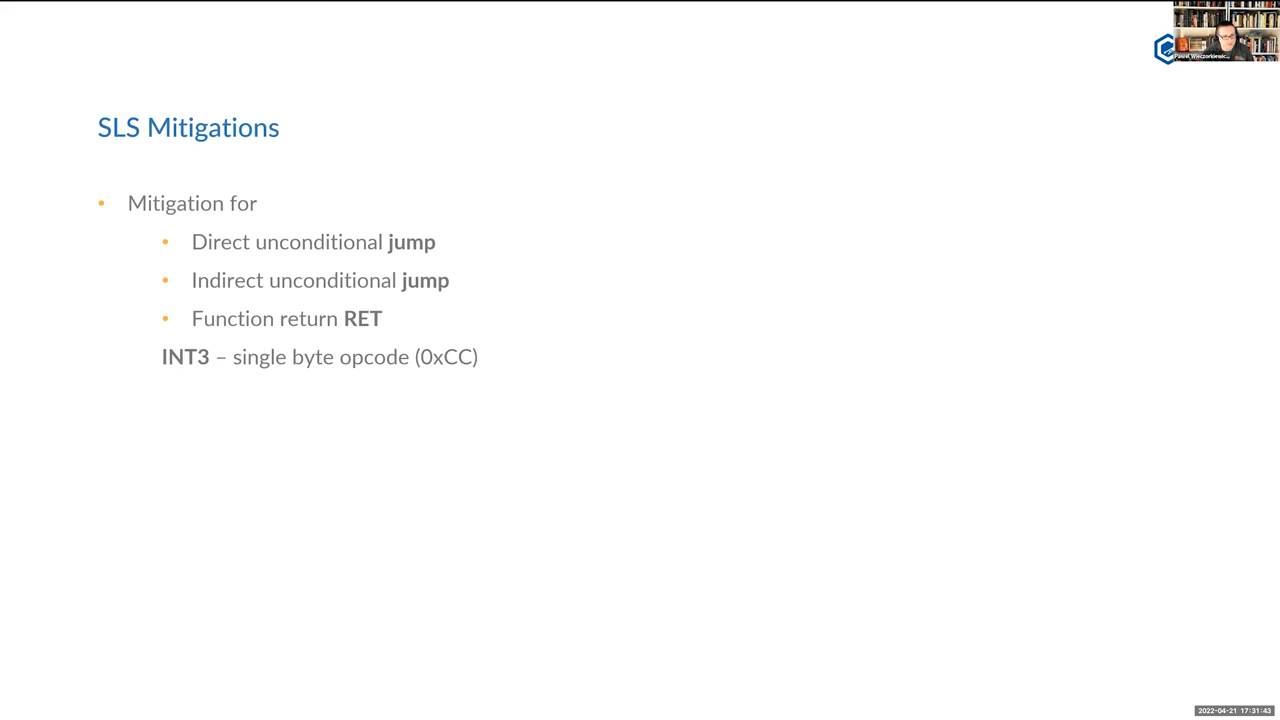 SLS Mitigations
• Mitigation for
• Direct unconditional jump
• Indirect unconditional jump
• Function return RET
INT3 – single byte opcode (0xCC)
2022-04-21 17:31:43